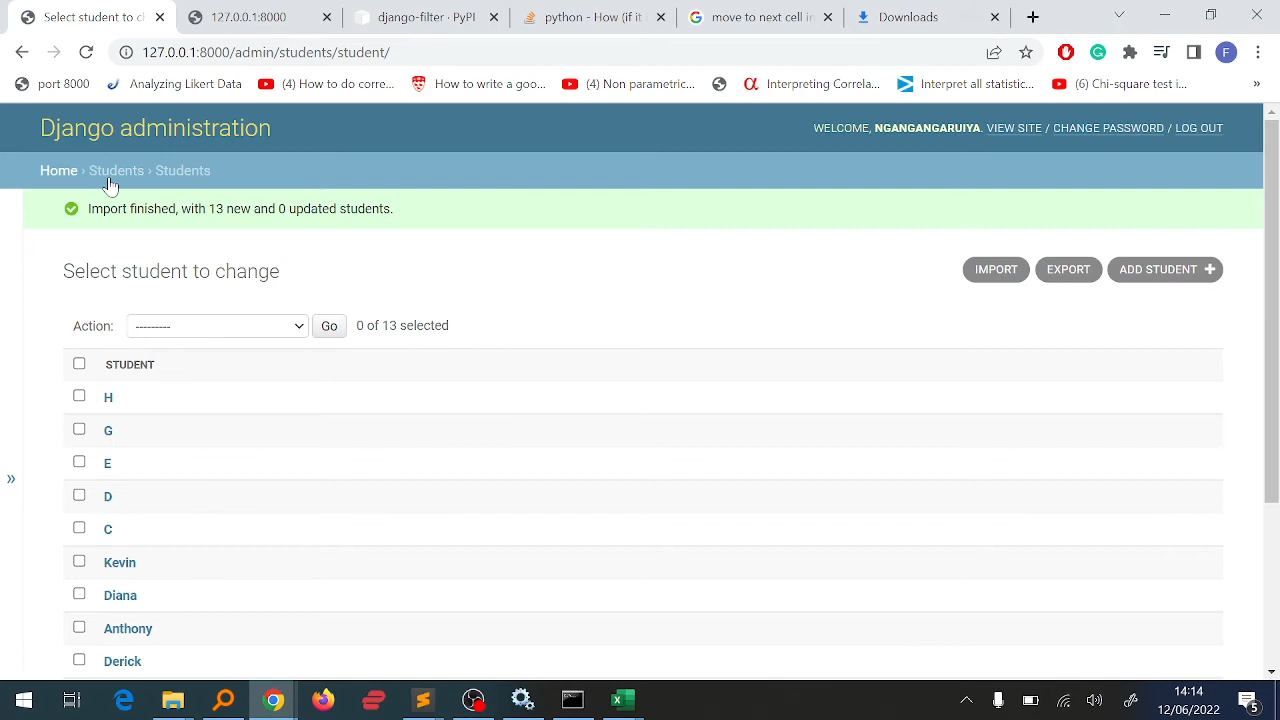 Select student to ch
127.0.0.1:8000
django-filter · PyPI
python - How (if it
move to next cell in
Downloads
127.0.0.1:8000/admin/students/student/
F
port 8000
Analyzing Likert Data
(4) How to do cre...
How to write a goo...
(4) Non parametric...
Interpreting Correla...
Interpret all statistic...
(6) Chi-square test i...
»
Django administration
WELCOME, NGANGANGARUIYA. VIEW SITE / CHANGE PASSWORD / LOG OUT
Home › Students › Students
Import finished, with 13 new and 0 updated students.
Select student to change
IMPORT
EXPORT
ADD STUDENT +
Action: --------- Go 0 of 13 selected
STUDENT
H
G
E
D
C
Kevin
Diana
Anthony
Derick
»
14:14
12/06/2022
5